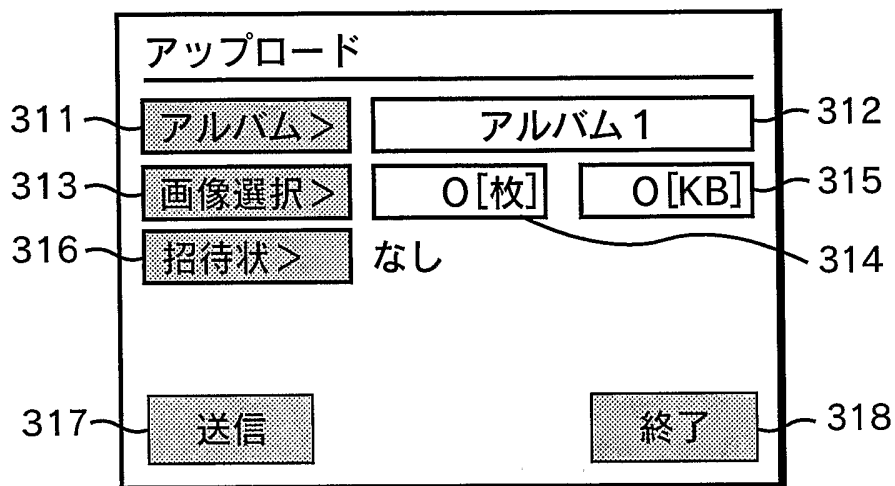 アップロード
311 アルバム> アルバム1 312
313 画像選択> 0[枚] 0[KB] 315
316 招待状> なし 314
317 送信 終了 318